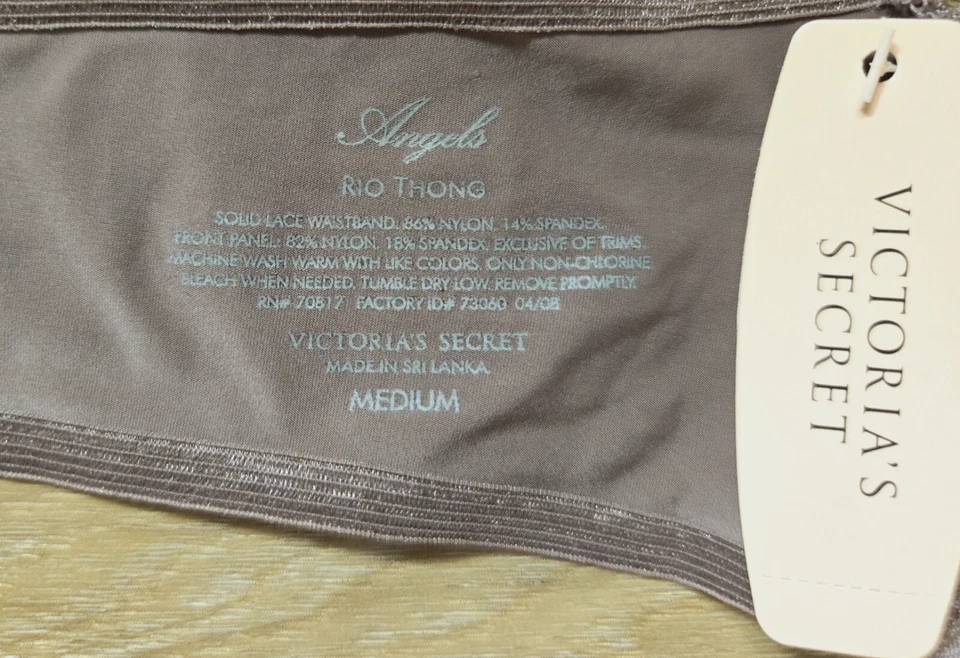 Angels
RIO THONG
SOLID LACE WAISTBAND: 86% NYLON, 14% SPANDEX.
FRONT PANEL: 82% NYLON, 18% SPANDEX. EXCLUSIVE OF TRIMS.
MACHINE WASH WARM WITH LIKE COLORS. ONLY NON-CHLORINE
BLEACH WHEN NEEDED. TUMBLE DRY LOW. REMOVE PROMPTLY.
RN# 70817 FACTORY ID# 73060 04/08
VICTORIA'S SECRET
MADE IN SRI LANKA
MEDIUM
VICTORIA'S
SECRET